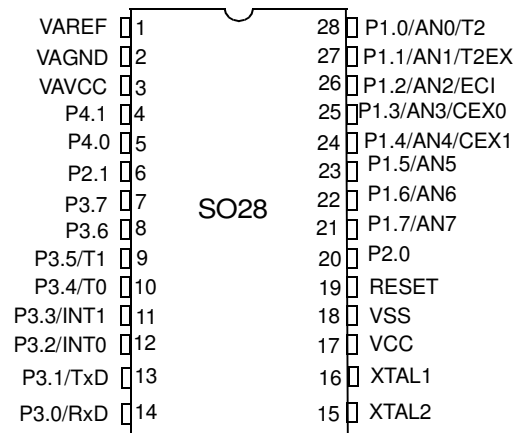 VAREF 1 28 P1.0/AN0/T2
VAGND 2 27 P1.1/AN1/T2EX
VAVCC 3 26 P1.2/AN2/ECI
P4.1 4 25 P1.3/AN3/CEX0
P4.0 5 24 P1.4/AN4/CEX1
P2.1 6 23 P1.5/AN5
P3.7 7 22 P1.6/AN6
SO28
P3.6 8 21 P1.7/AN7
P3.5/T1 9 20 P2.0
P3.4/T0 10 19 RESET
P3.3/INT1 11 18 VSS
P3.2/INT0 12 17 VCC
P3.1/TxD 13 16 XTAL1
P3.0/RxD 14 15 XTAL2